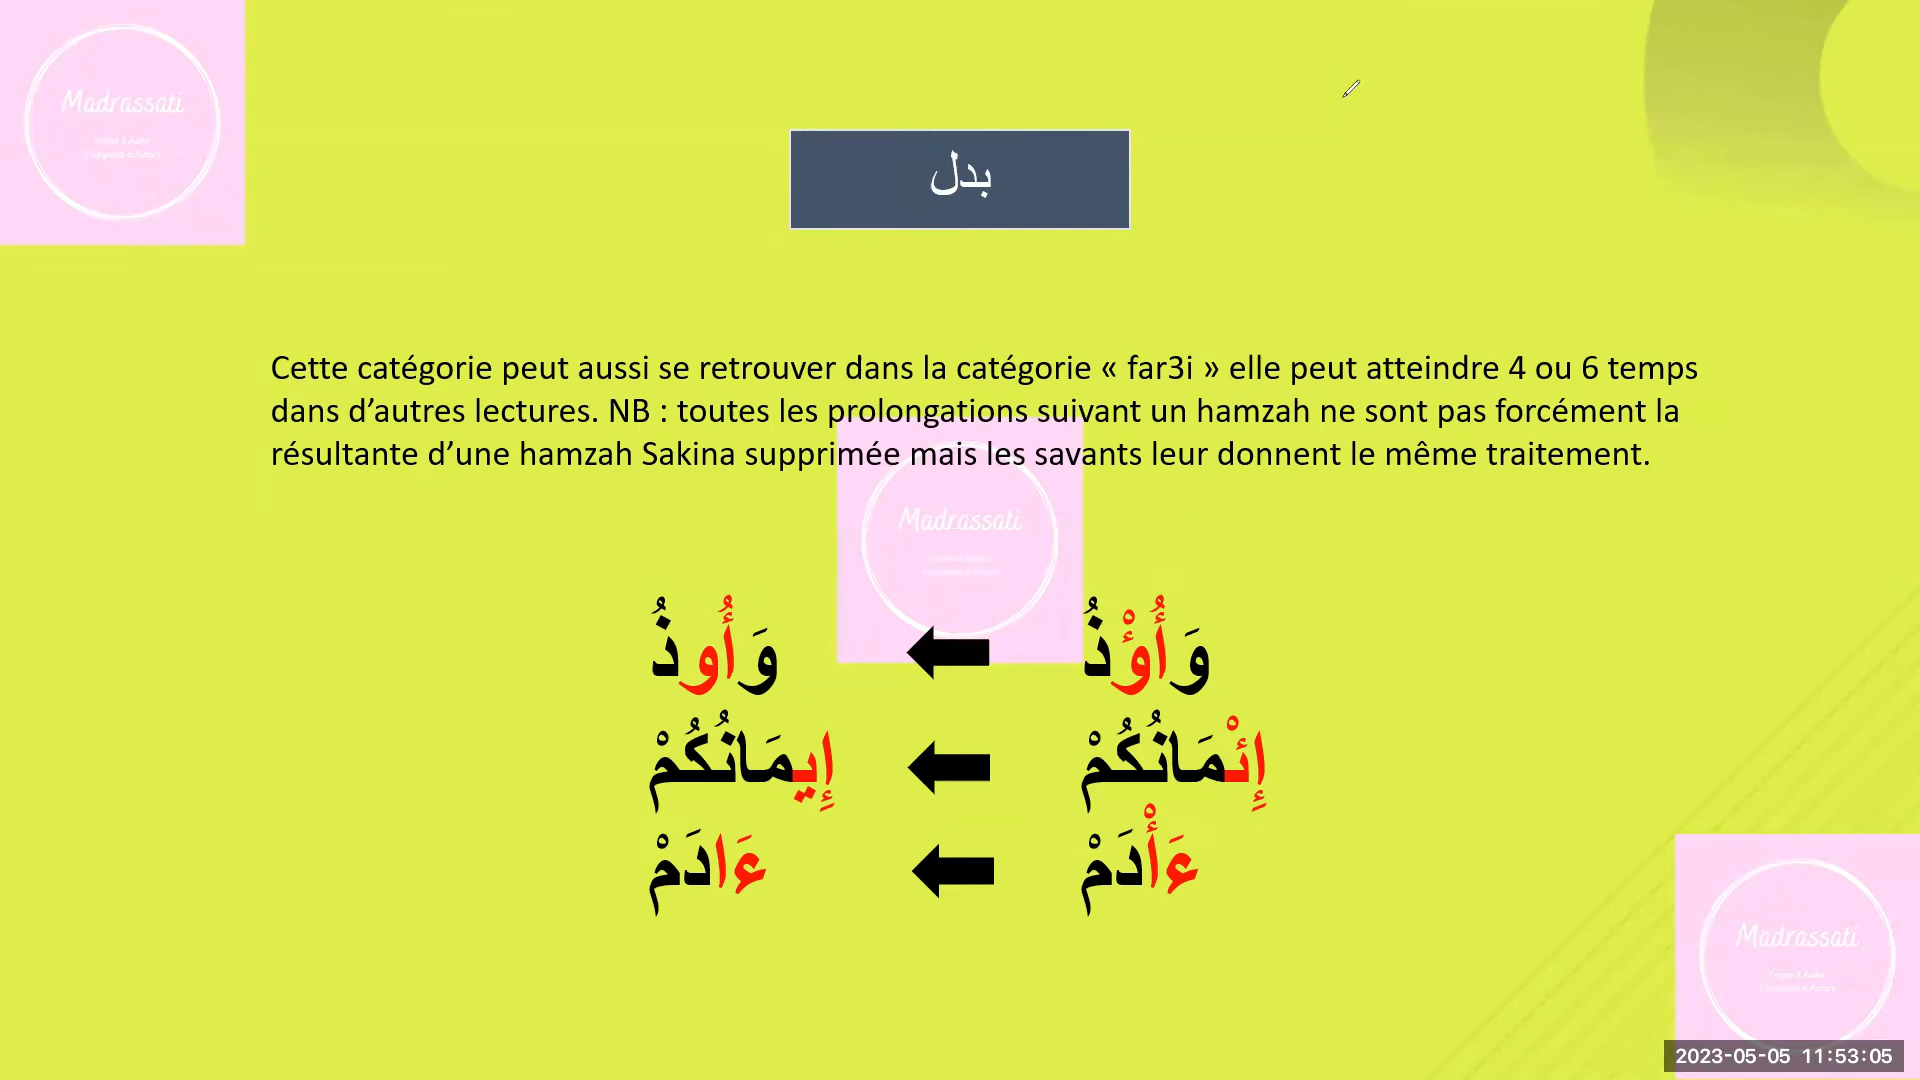 Madrassati
بدل
Cette catégorie peut aussi se retrouver dans la catégorie « far3i » elle peut atteindre 4 ou 6 temps
dans d’autres lectures. NB : toutes les prolongations suivant un hamzah ne sont pas forcément la
résultante d’une hamzah Sakina supprimée mais les savants leur donnent le même traitement.
Madrassati
وَأُؤْذُ وَأُوذُ
إِئْمَانُكُمْ إِيمَانُكُمْ
ءَأْدَمْ ءَادَمْ
Madrassati
2023-05-05 11:53:05